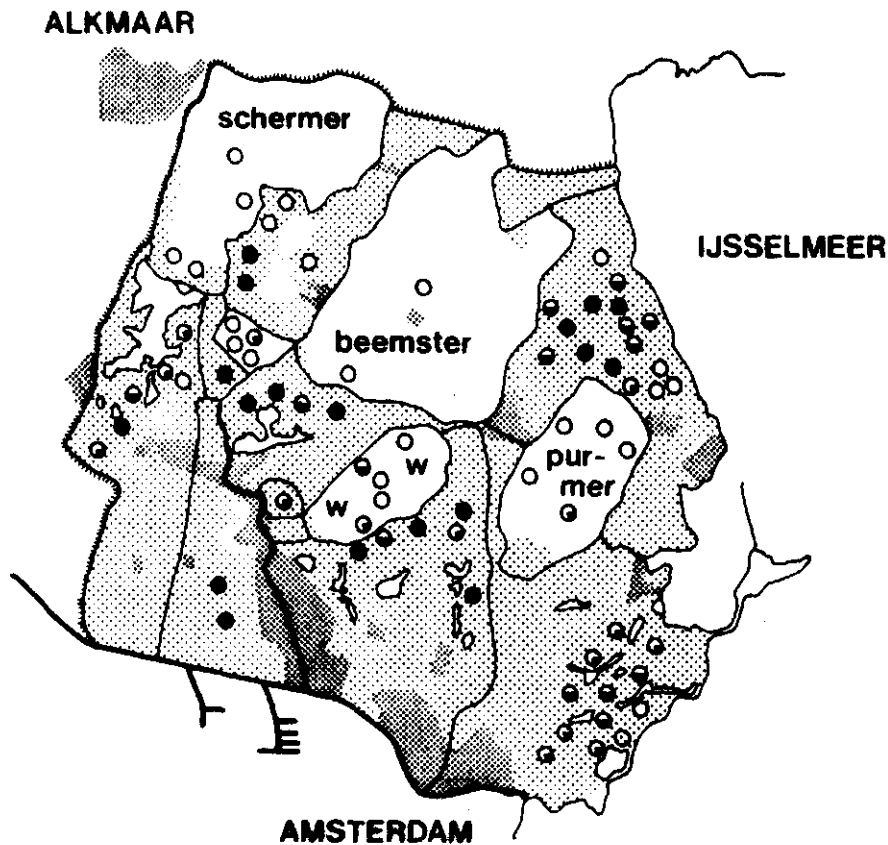 ALKMAAR
schermer
IJSSELMEER
beemster
w
pur-
mer
w
AMSTERDAM